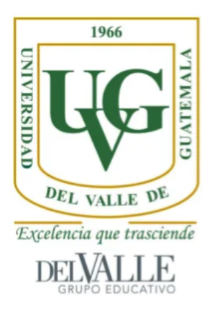 1966
UNIVERSIDAD
DEL VALLE DE
GUATEMALA
UVG
Excelencia que trasciende
DELVALLE
GRUPO EDUCATIVO